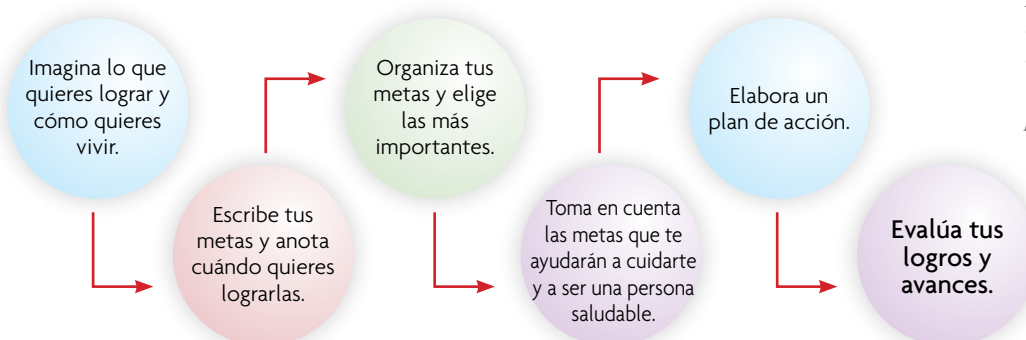 Imagina lo que
quieres lograr y
cómo quieres
vivir.
Escribe tus
metas y anota
cuándo quieres
lograrlas.
Organiza tus
metas y elige
las más
importantes.
Toma en cuenta
las metas que te
ayudarán a cuidarte
y a ser una persona
saludable.
Elabora un
plan de acción.
Evalúa tus
logros y
avances.